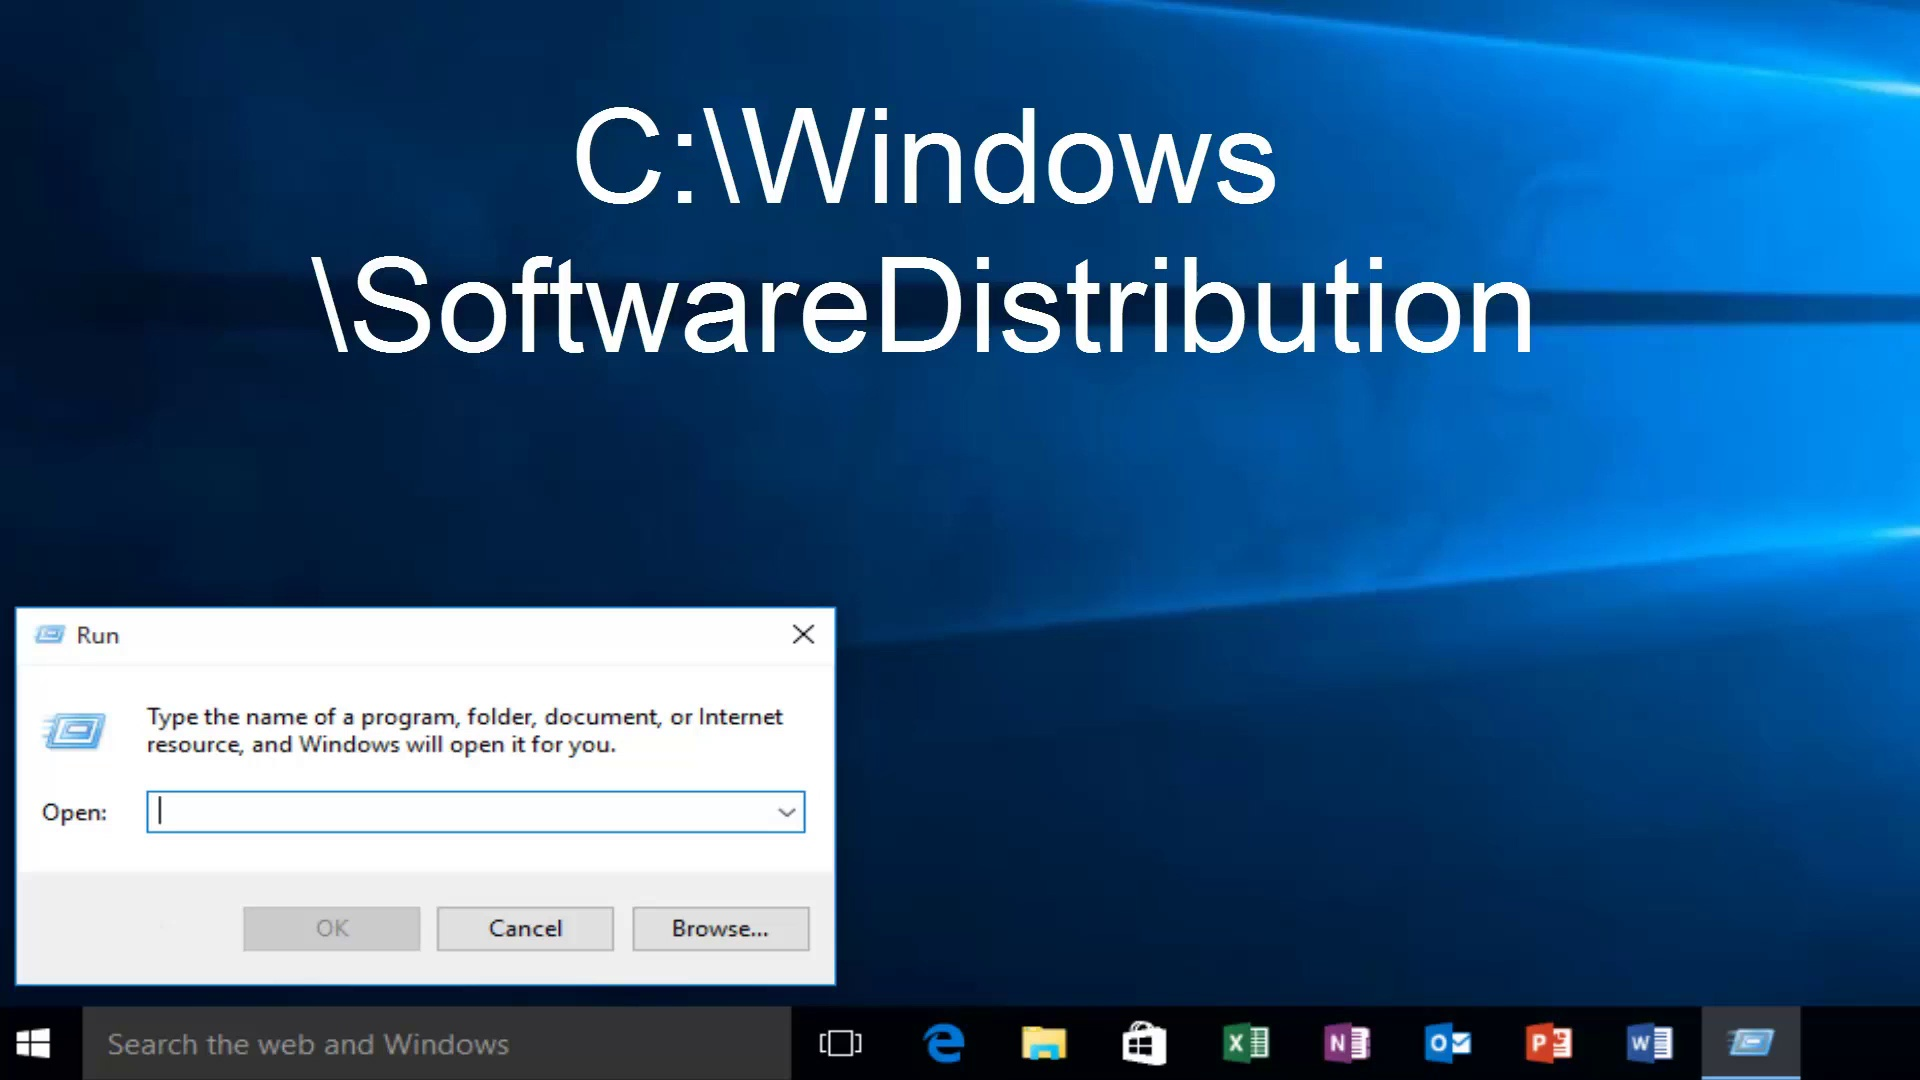 C:\Windows
\SoftwareDistribution
Run
Type the name of a program, folder, document, or Internet
resource, and Windows will open it for you.
Open:
OK
Cancel
Browse...
Search the web and Windows